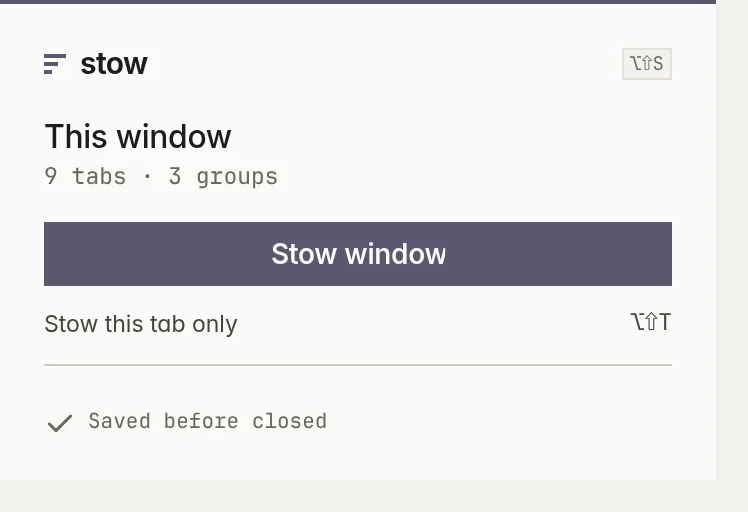 stow ⌥⇧S
This window
9 tabs · 3 groups
Stow window
Stow this tab only ⌥⇧T
Saved before closed